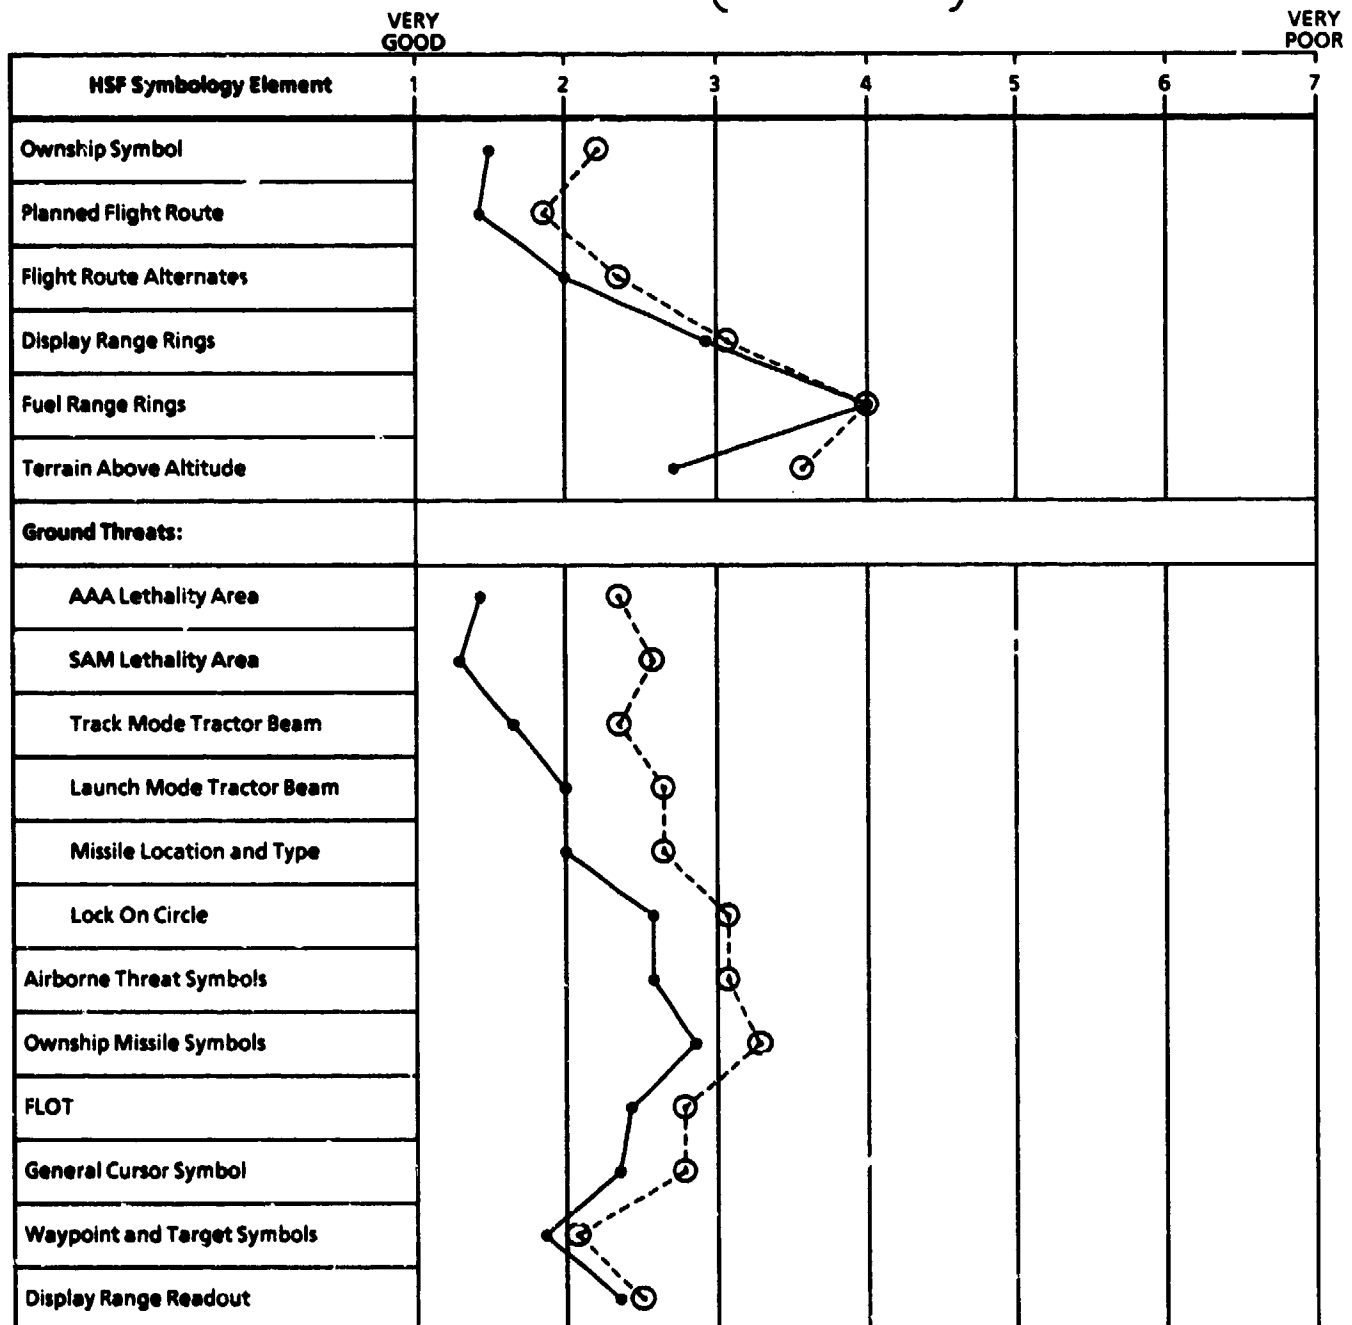 VERY GOOD VERY POOR
HSF Symbology Element 1 2 3 4 5 6 7
Ownship Symbol
Planned Flight Route
Flight Route Alternates
Display Range Rings
Fuel Range Rings
Terrain Above Altitude
Ground Threats:
AAA Lethality Area
SAM Lethality Area
Track Mode Tractor Beam
Launch Mode Tractor Beam
Missile Location and Type
Lock On Circle
Airborne Threat Symbols
Ownship Missile Symbols
FLOT
General Cursor Symbol
Waypoint and Target Symbols
Display Range Readout